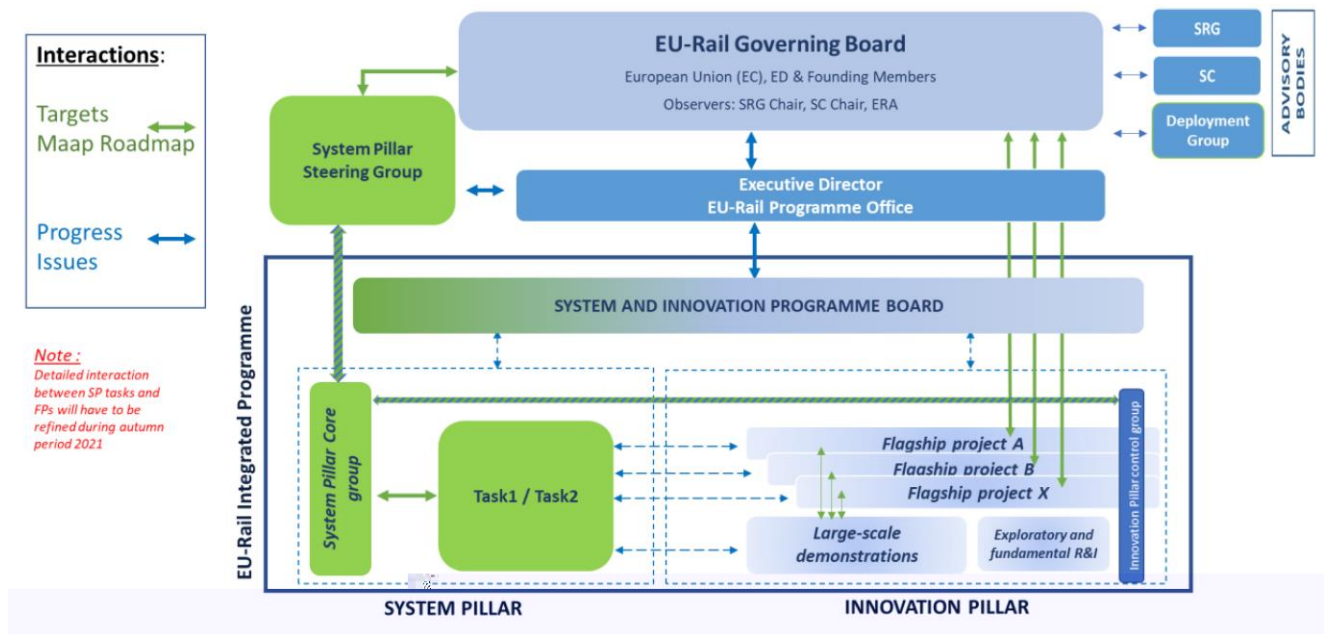 Interactions:
Targets
Maap Roadmap
Progress
Issues
Note :
Detailed interaction
between SP tasks and
FPs will have to be
refined during autumn
period 2021
EU-Rail Governing Board
European Union (EC), ED & Founding Members
Observers: SRG Chair, SC Chair, ERA
SRG
SC
Deployment
Group
ADVISORY
BODIES
System Pillar
Steering Group
Executive Director
EU-Rail Programme Office
EU-Rail Integrated Programme
SYSTEM AND INNOVATION PROGRAMME BOARD
System Pillar Core
group
Task1 / Task2
Flagship project A
Flagship project B
Flagship project X
Large-scale
demonstrations
Exploratory and
fundamental R&I
Innovation Pillar control group
SYSTEM PILLAR
INNOVATION PILLAR